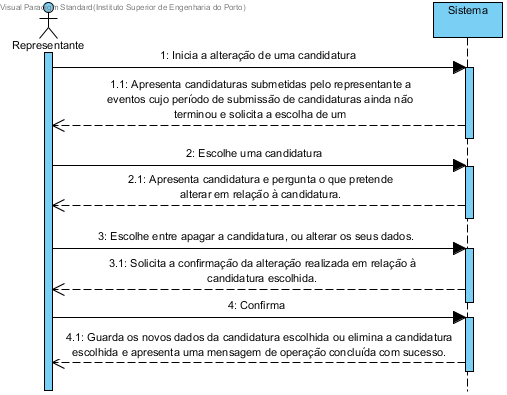 Visual Paradigm Standard(Instituto Superior de Engenharia do Porto)
Sistema
Representante
1: Inicia a alteração de uma candidatura
1.1: Apresenta candidaturas submetidas pelo representante a
eventos cujo período de submissão de candidaturas ainda não
terminou e solicita a escolha de um
2: Escolhe uma candidatura
2.1: Apresenta candidatura e pergunta o que pretende
alterar em relação à candidatura.
3: Escolhe entre apagar a candidatura, ou alterar os seus dados.
3.1: Solicita a confirmação da alteração realizada em relação à
candidatura escolhida.
4: Confirma
4.1: Guarda os novos dados da candidatura escolhida ou elimina a candidatura
escolhida e apresenta uma mensagem de operação concluída com sucesso.